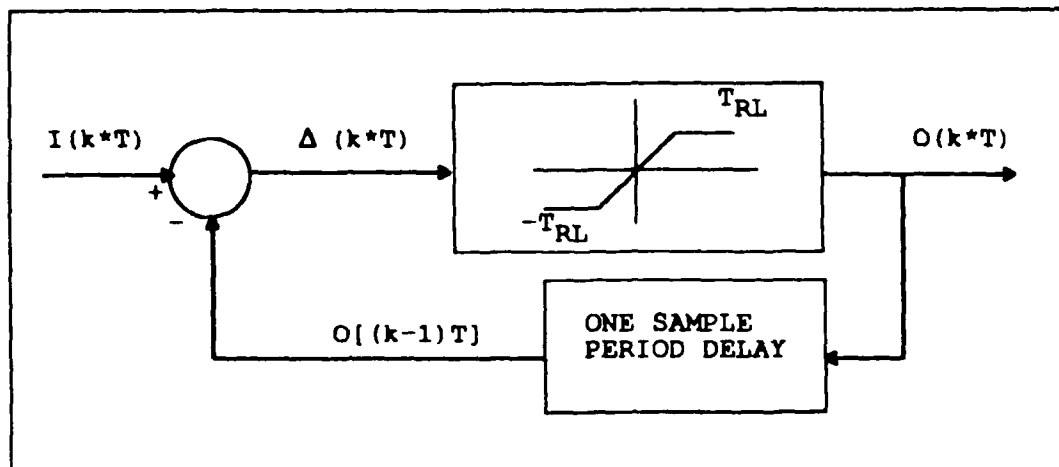 I(k*T)
Δ (k*T)
T_RL
O(k*T)
+
-
-T_RL
O[(k-1)T]
ONE SAMPLE
PERIOD DELAY